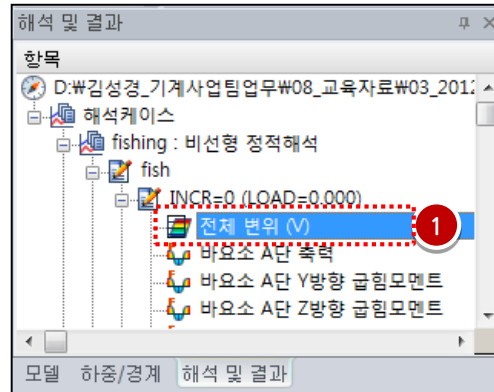 해석 및 결과
항목
D:₩김성경_기계사업팀업무₩08_교육자료₩03_2012
해석케이스
fishing : 비선형 정적해석
fish
INCR=0 (LOAD=0.000)
전체 변위 (V)
1
바요소 A단 축력
바요소 A단 Y방향 굽힘모멘트
바요소 A단 Z방향 굽힘모멘트
모델 하중/경계 해석 및 결과